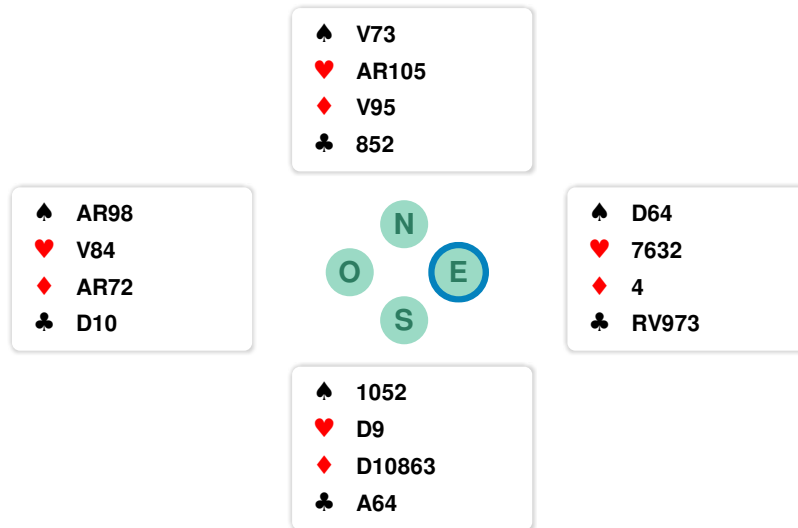 ♠ V73
♥ AR105
♦ V95
♣ 852
♠ AR98
♥ V84
♦ AR72
♣ D10
N
O
E
S
♠ D64
♥ 7632
♦ 4
♣ RV973
♠ 1052
♥ D9
♦ D10863
♣ A64